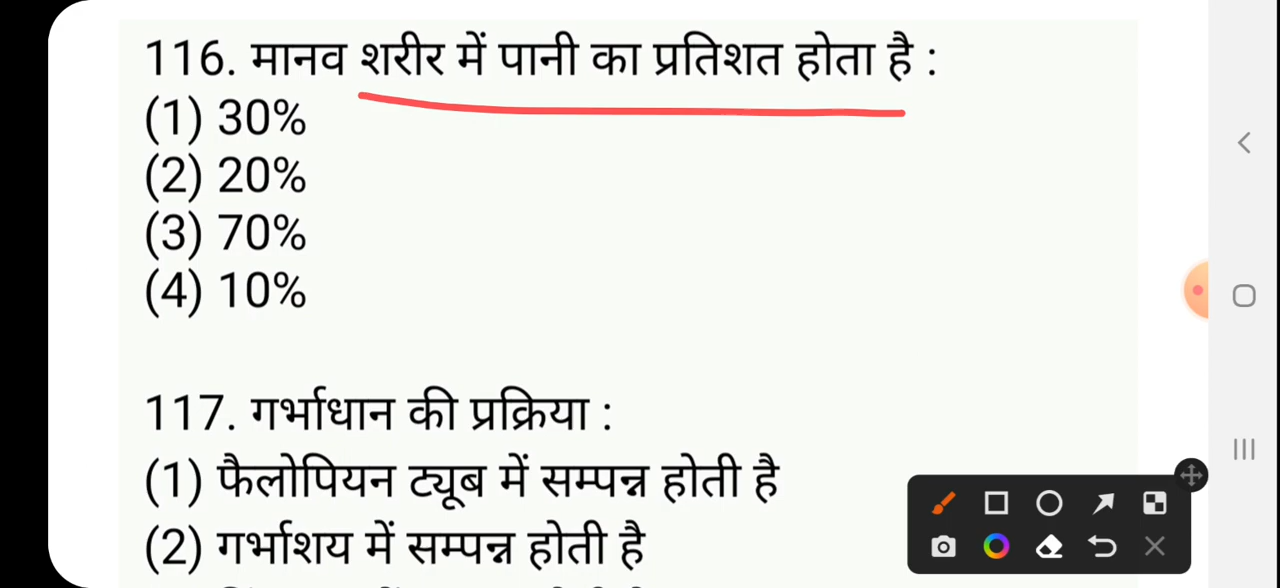 116. मानव शरीर में पानी का प्रतिशत होता है :
(1) 30%
(2) 20%
(3) 70%
(4) 10%
117. गर्भाधान की प्रक्रिया :
(1) फैलोपियन ट्यूब में सम्पन्न होती है
(2) गर्भाशय में सम्पन्न होती है